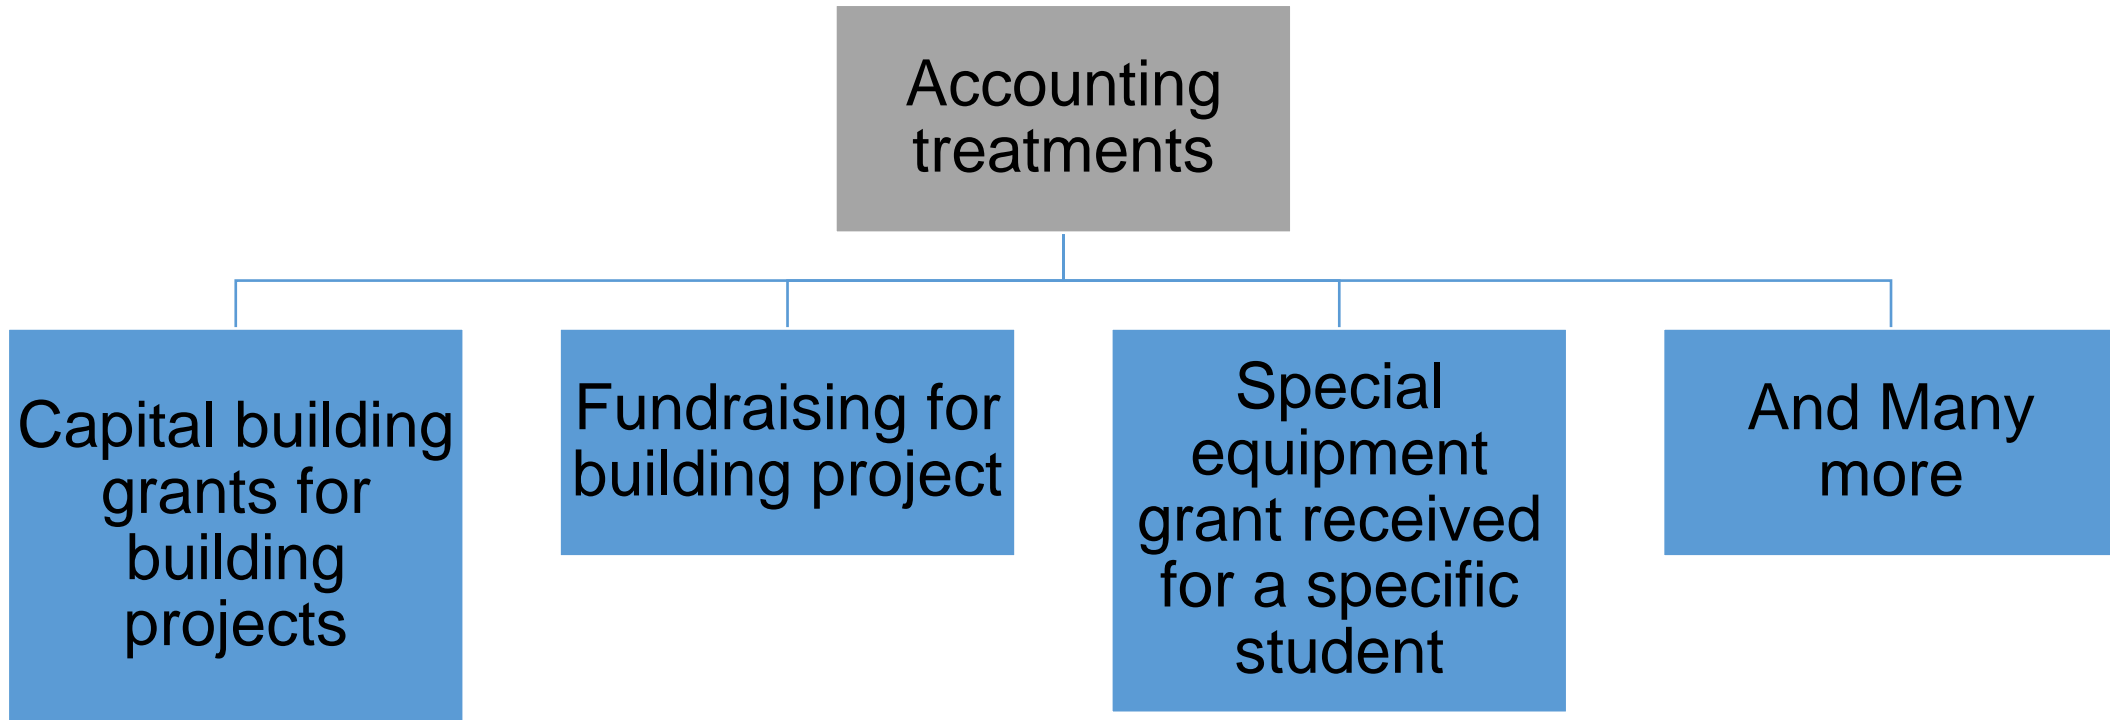 Accounting
treatments
Capital building
grants for
building
projects
Fundraising for
building project
Special
equipment
grant received
for a specific
student
And Many
more